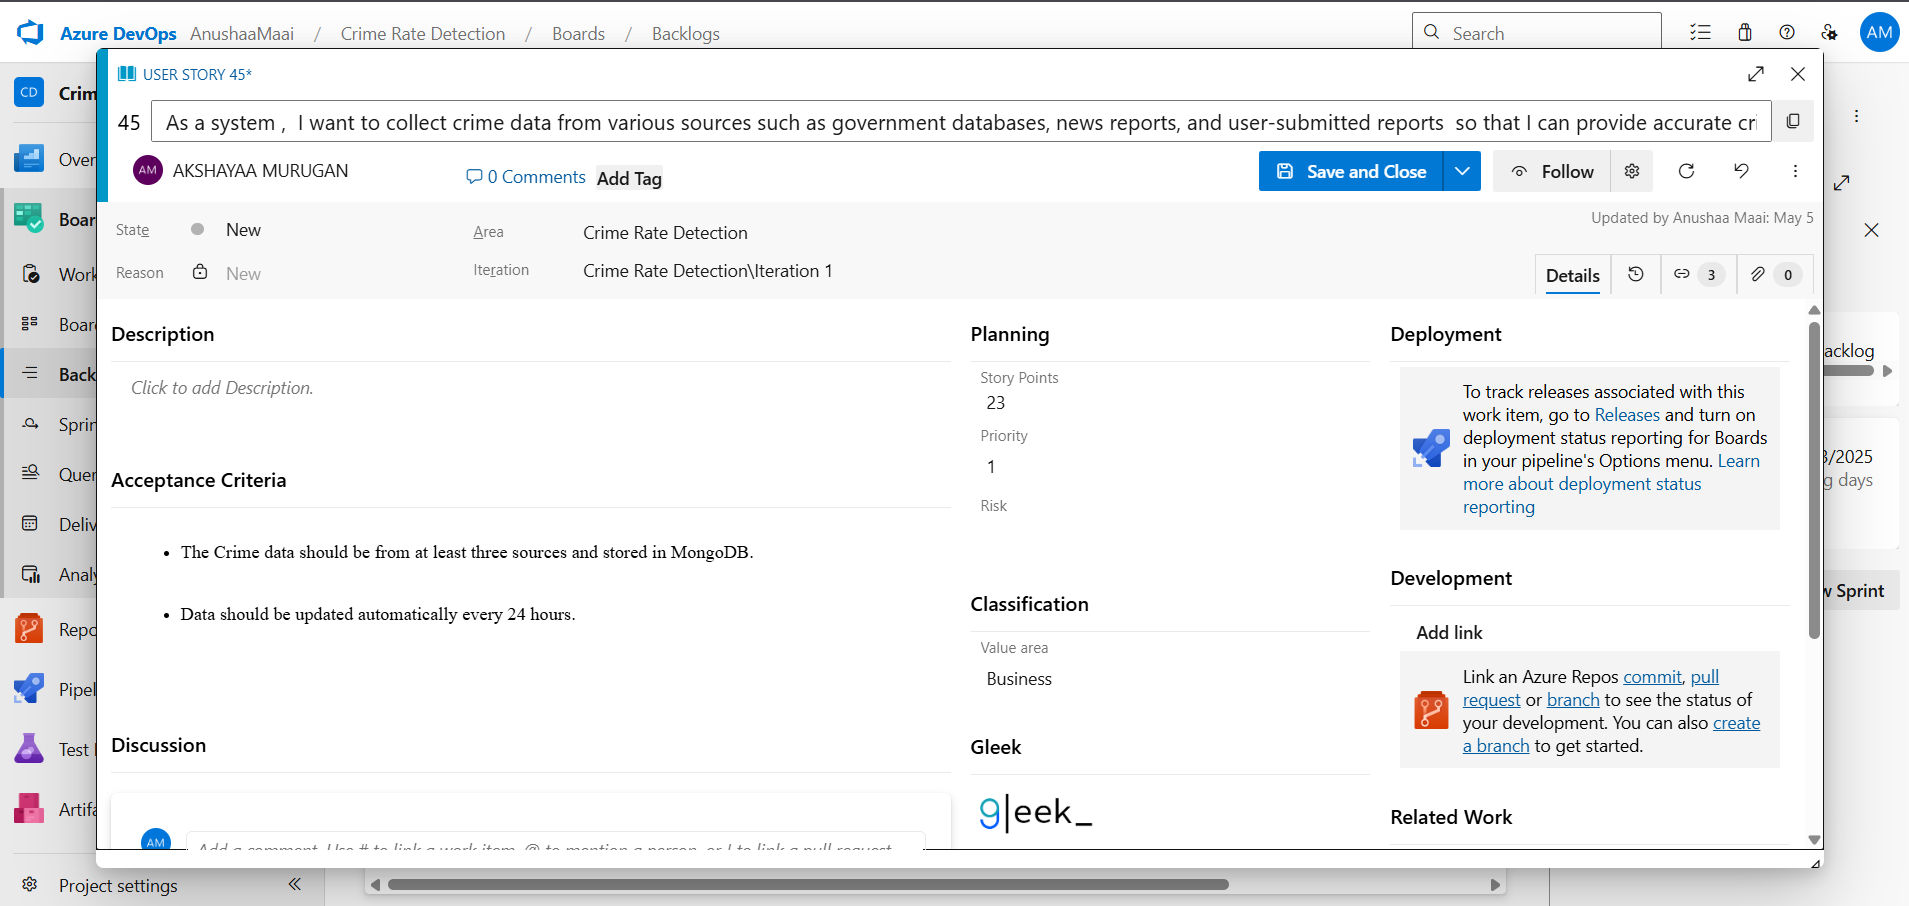 Azure DevOps AnushaaMaai / Crime Rate Detection / Boards / Backlogs Search AM
USER STORY 45*
CD Crim
45 As a system , I want to collect crime data from various sources such as government databases, news reports, and user-submitted reports so that I can provide accurate cri
AM AKSHAYAA MURUGAN 0 Comments Add Tag Save and Close Follow
Updated by Anushaa Maai: May 5
State New Area Crime Rate Detection
Reason New Iteration Crime Rate Detection\Iteration 1
Details 3 0
Over
Boar
Work
Boar
Back
Sprin
Quer
Deliv
Analy
Repo
Pipel
Test
Artifa
Project settings
Description
Click to add Description.
Acceptance Criteria
• The Crime data should be from at least three sources and stored in MongoDB.
• Data should be updated automatically every 24 hours.
Discussion
AM Add a comment. Use # to link a work item, @ to mention a person, or ! to link a pull request.
Planning
Story Points
23
Priority
1
Risk
Classification
Value area
Business
Gleek
gleek_
Deployment
To track releases associated with this
work item, go to Releases and turn on
deployment status reporting for Boards
in your pipeline's Options menu. Learn
more about deployment status
reporting
Development
Add link
Link an Azure Repos commit, pull
request or branch to see the status of
your development. You can also create
a branch to get started.
Related Work
acklog
3/2025
g days
w Sprint